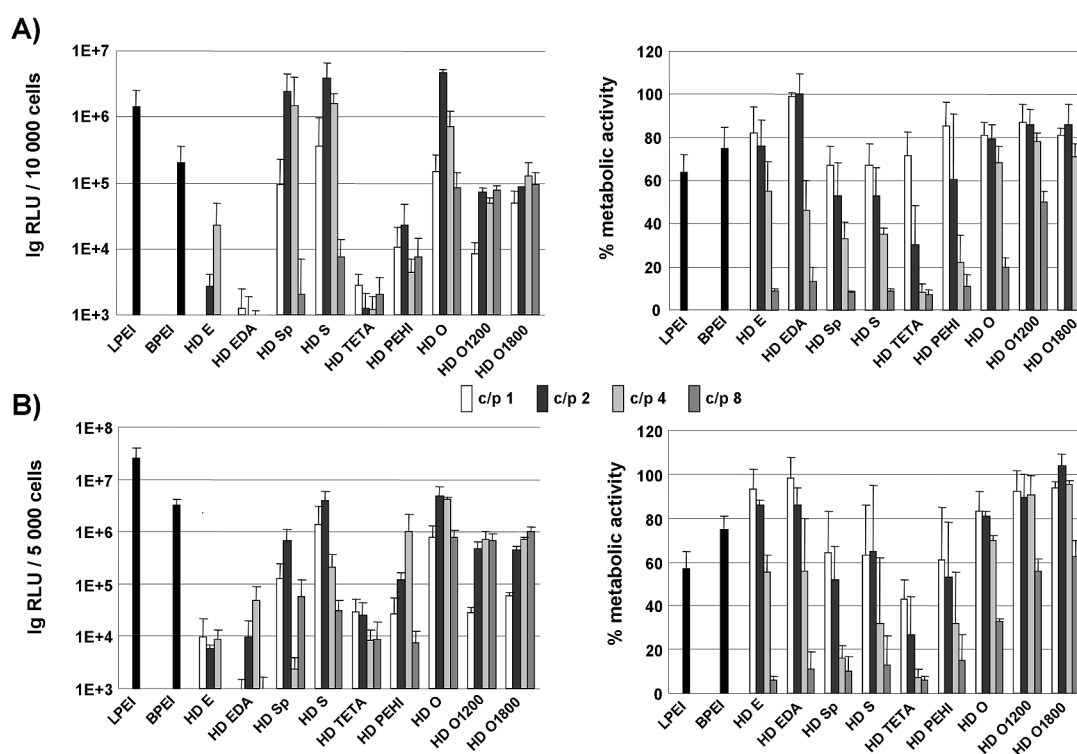 A)
lg RLU / 10 000 cells
1E+7
1E+6
1E+5
1E+4
1E+3
LPEI
BPEI
HD E
HD EDA
HD Sp
HD S
HD TETA
HD PEHI
HD O
HD O1200
HD O1800
% metabolic activity
120
100
80
60
40
20
0
LPEI
BPEI
HD E
HD EDA
HD Sp
HD S
HD TETA
HD PEHI
HD O
HD O1200
HD O1800
c/p 1 c/p 2 c/p 4 c/p 8
B)
lg RLU / 5 000 cells
1E+8
1E+7
1E+6
1E+5
1E+4
1E+3
LPEI
BPEI
HD E
HD EDA
HD Sp
HD S
HD TETA
HD PEHI
HD O
HD O1200
HD O1800
% metabolic activity
120
100
80
60
40
20
0
LPEI
BPEI
HD E
HD EDA
HD Sp
HD S
HD TETA
HD PEHI
HD O
HD O1200
HD O1800